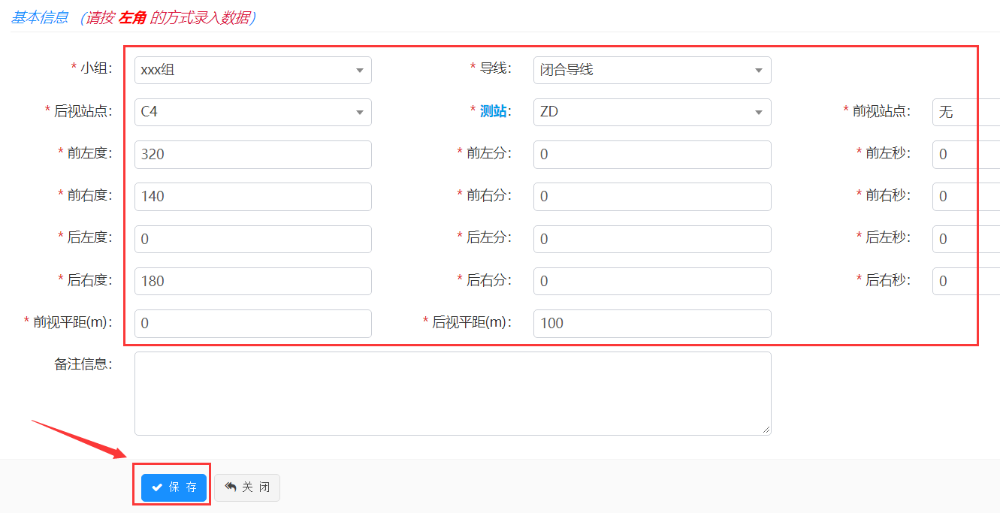 基本信息 (请按 左角 的方式录入数据)
* 小组: xxx组 * 导线: 闭合导线
* 后视站点: C4 * 测站: ZD * 前视站点: 无
* 前左度: 320 * 前左分: 0 * 前左秒: 0
* 前右度: 140 * 前右分: 0 * 前右秒: 0
* 后左度: 0 * 后左分: 0 * 后左秒: 0
* 后右度: 180 * 后右分: 0 * 后右秒: 0
* 前视平距(m): 0 * 后视平距(m): 100
备注信息:
保 存 关 闭